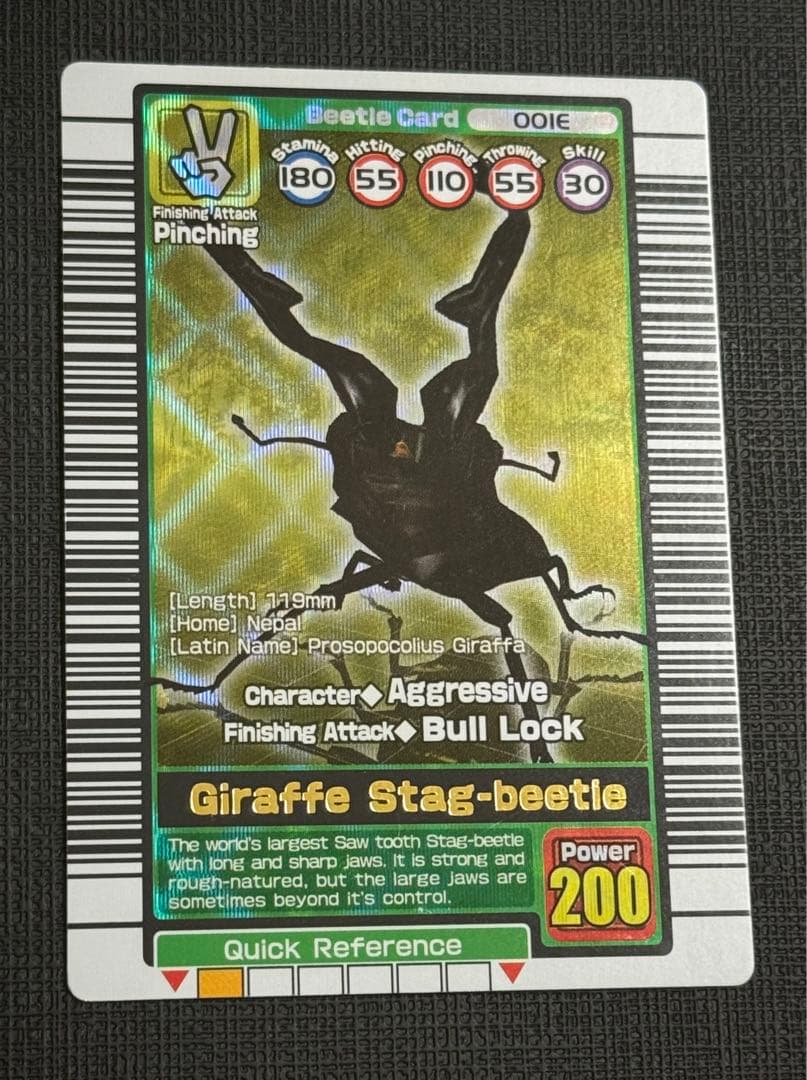 Beetle Card 001E
Stamina Hitting Pinching Throwing Skill
180 55 110 55 30
Finishing Attack
Pinching
[Length] 119mm
[Home] Nepal
[Latin Name] Prosopocolius Giraffa
Character◆Aggressive
Finishing Attack◆Bull Lock
Giraffe Stag-beetle
The world's largest Saw tooth Stag-beetle
with long and sharp jaws. It is strong and
rough-natured, but the large jaws are
sometimes beyond it's control.
Power
200
Quick Reference